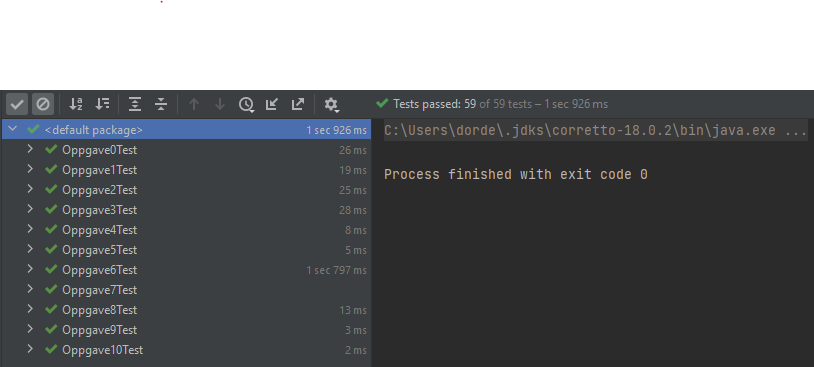 Tests passed: 59 of 59 tests – 1 sec 926 ms
<default package> 1 sec 926 ms
Oppgave0Test 26 ms
Oppgave1Test 19 ms
Oppgave2Test 25 ms
Oppgave3Test 28 ms
Oppgave4Test 8 ms
Oppgave5Test 5 ms
Oppgave6Test 1 sec 797 ms
Oppgave7Test
Oppgave8Test 13 ms
Oppgave9Test 3 ms
Oppgave10Test 2 ms
C:\Users\dorde\.jdks\corretto-18.0.2\bin\java.exe ...
Process finished with exit code 0